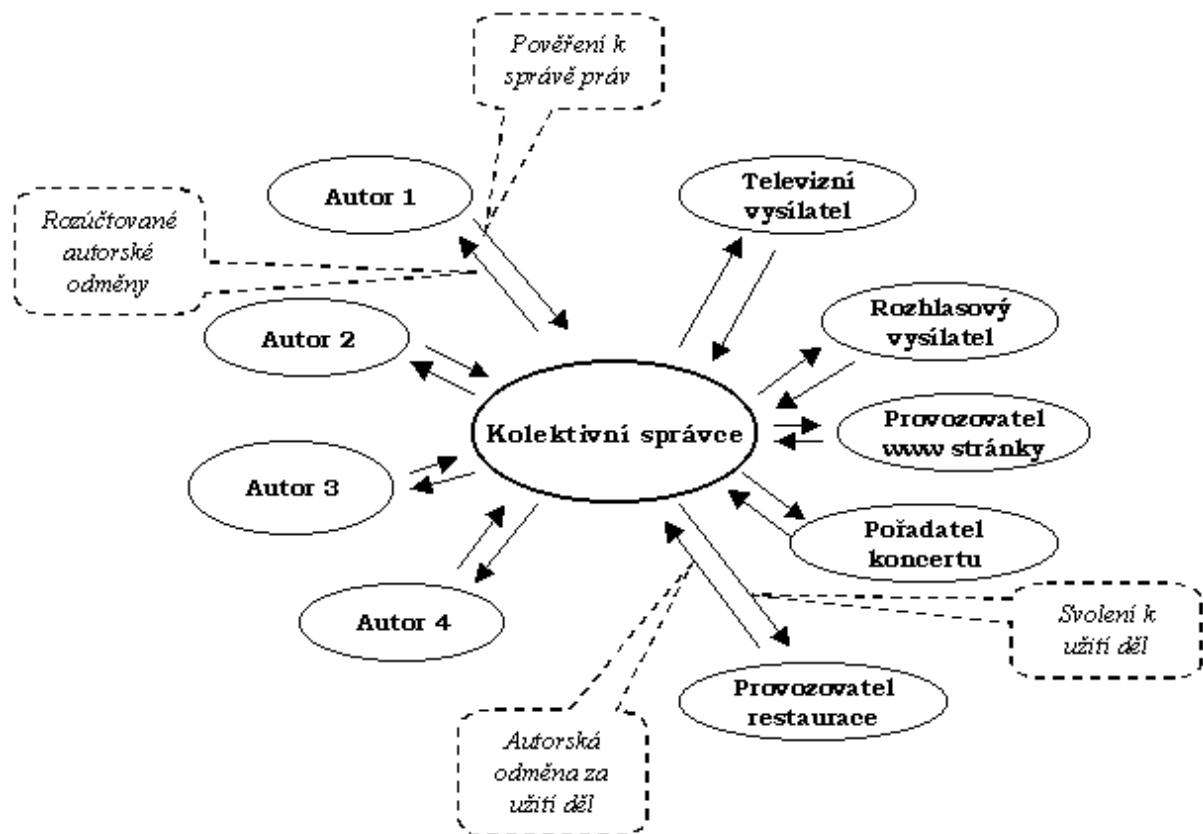 Pověření k
správě práv
Autor 1
Televizní
vysílatel
Rozúčtované
autorské
odměny
Autor 2
Rozhlasový
vysílatel
Kolektivní správce
Provozovatel
www stránky
Autor 3
Pořadatel
koncertu
Autor 4
Svolení k
užití děl
Provozovatel
restaurace
Autorská
odměna za
užití děl